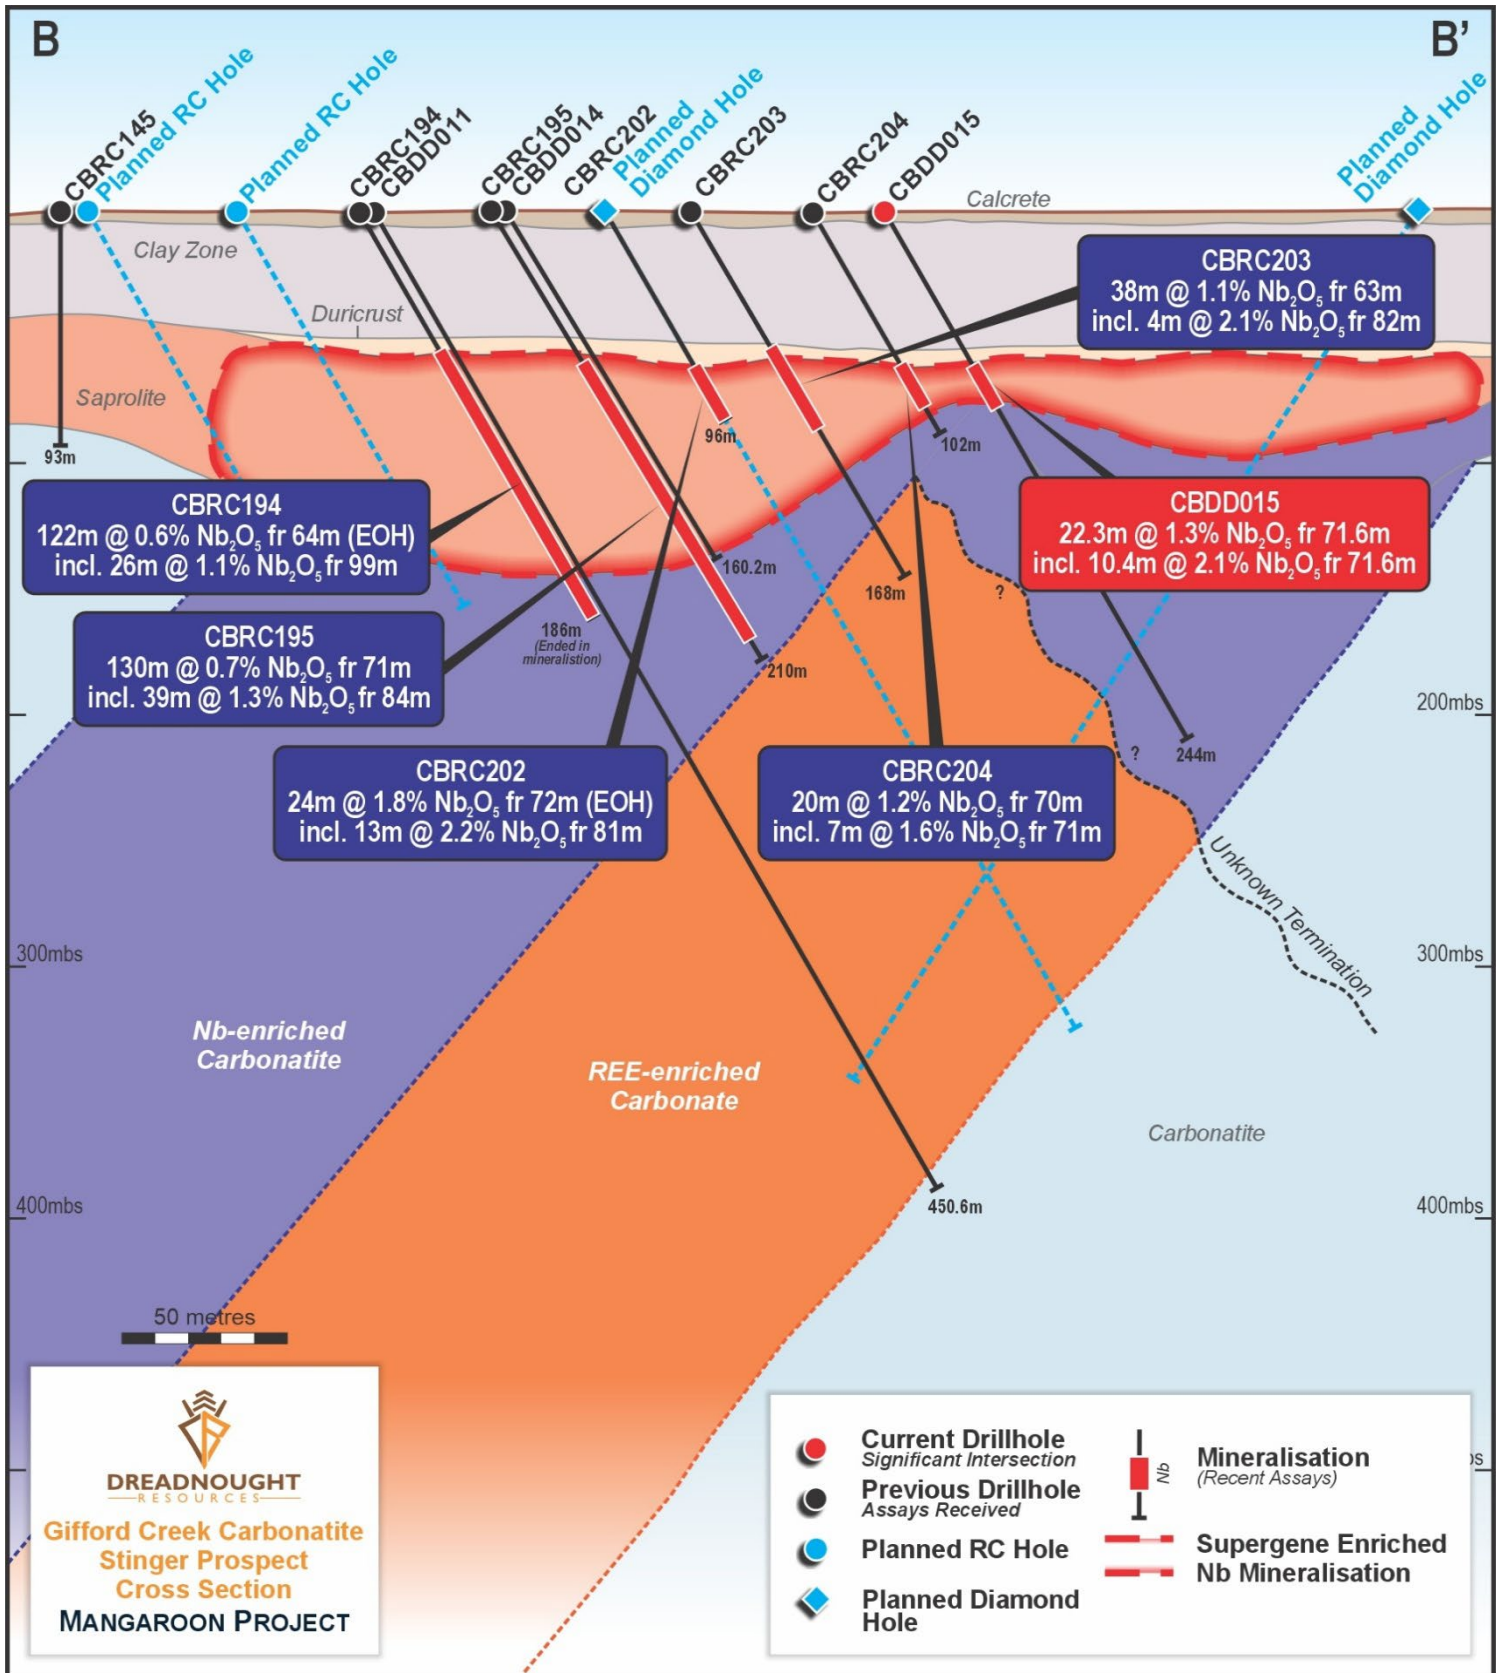 B
B'
CBRC145
Planned RC Hole
Planned RC Hole
CBRC194
CBDD011
CBRC195
CBDD014
CBRC202
Planned
Diamond Hole
CBRC203
CBRC204
CBDD015
Planned
Diamond Hole
Calcrete
Clay Zone
Duricrust
Saprolite
CBRC203
38m @ 1.1% Nb₂O₅ fr 63m
incl. 4m @ 2.1% Nb₂O₅ fr 82m
93m
96m
102m
CBRC194
122m @ 0.6% Nb₂O₅ fr 64m (EOH)
incl. 26m @ 1.1% Nb₂O₅ fr 99m
CBDD015
22.3m @ 1.3% Nb₂O₅ fr 71.6m
incl. 10.4m @ 2.1% Nb₂O₅ fr 71.6m
160.2m
168m
?
CBRC195
130m @ 0.7% Nb₂O₅ fr 71m
incl. 39m @ 1.3% Nb₂O₅ fr 84m
186m
(Ended in
mineralistion)
210m
200mbs
?
244m
CBRC202
24m @ 1.8% Nb₂O₅ fr 72m (EOH)
incl. 13m @ 2.2% Nb₂O₅ fr 81m
CBRC204
20m @ 1.2% Nb₂O₅ fr 70m
incl. 7m @ 1.6% Nb₂O₅ fr 71m
Unknown Termination
300mbs
300mbs
Nb-enriched
Carbonatite
REE-enriched
Carbonate
Carbonatite
400mbs
400mbs
450.6m
50 metres
DREADNOUGHT
RESOURCES
Gifford Creek Carbonatite
Stinger Prospect
Cross Section
MANGAROON PROJECT
Current Drillhole
Significant Intersection
Previous Drillhole
Assays Received
Planned RC Hole
Planned Diamond
Hole
Nb
Mineralisation
(Recent Assays)
Supergene Enriched
Nb Mineralisation